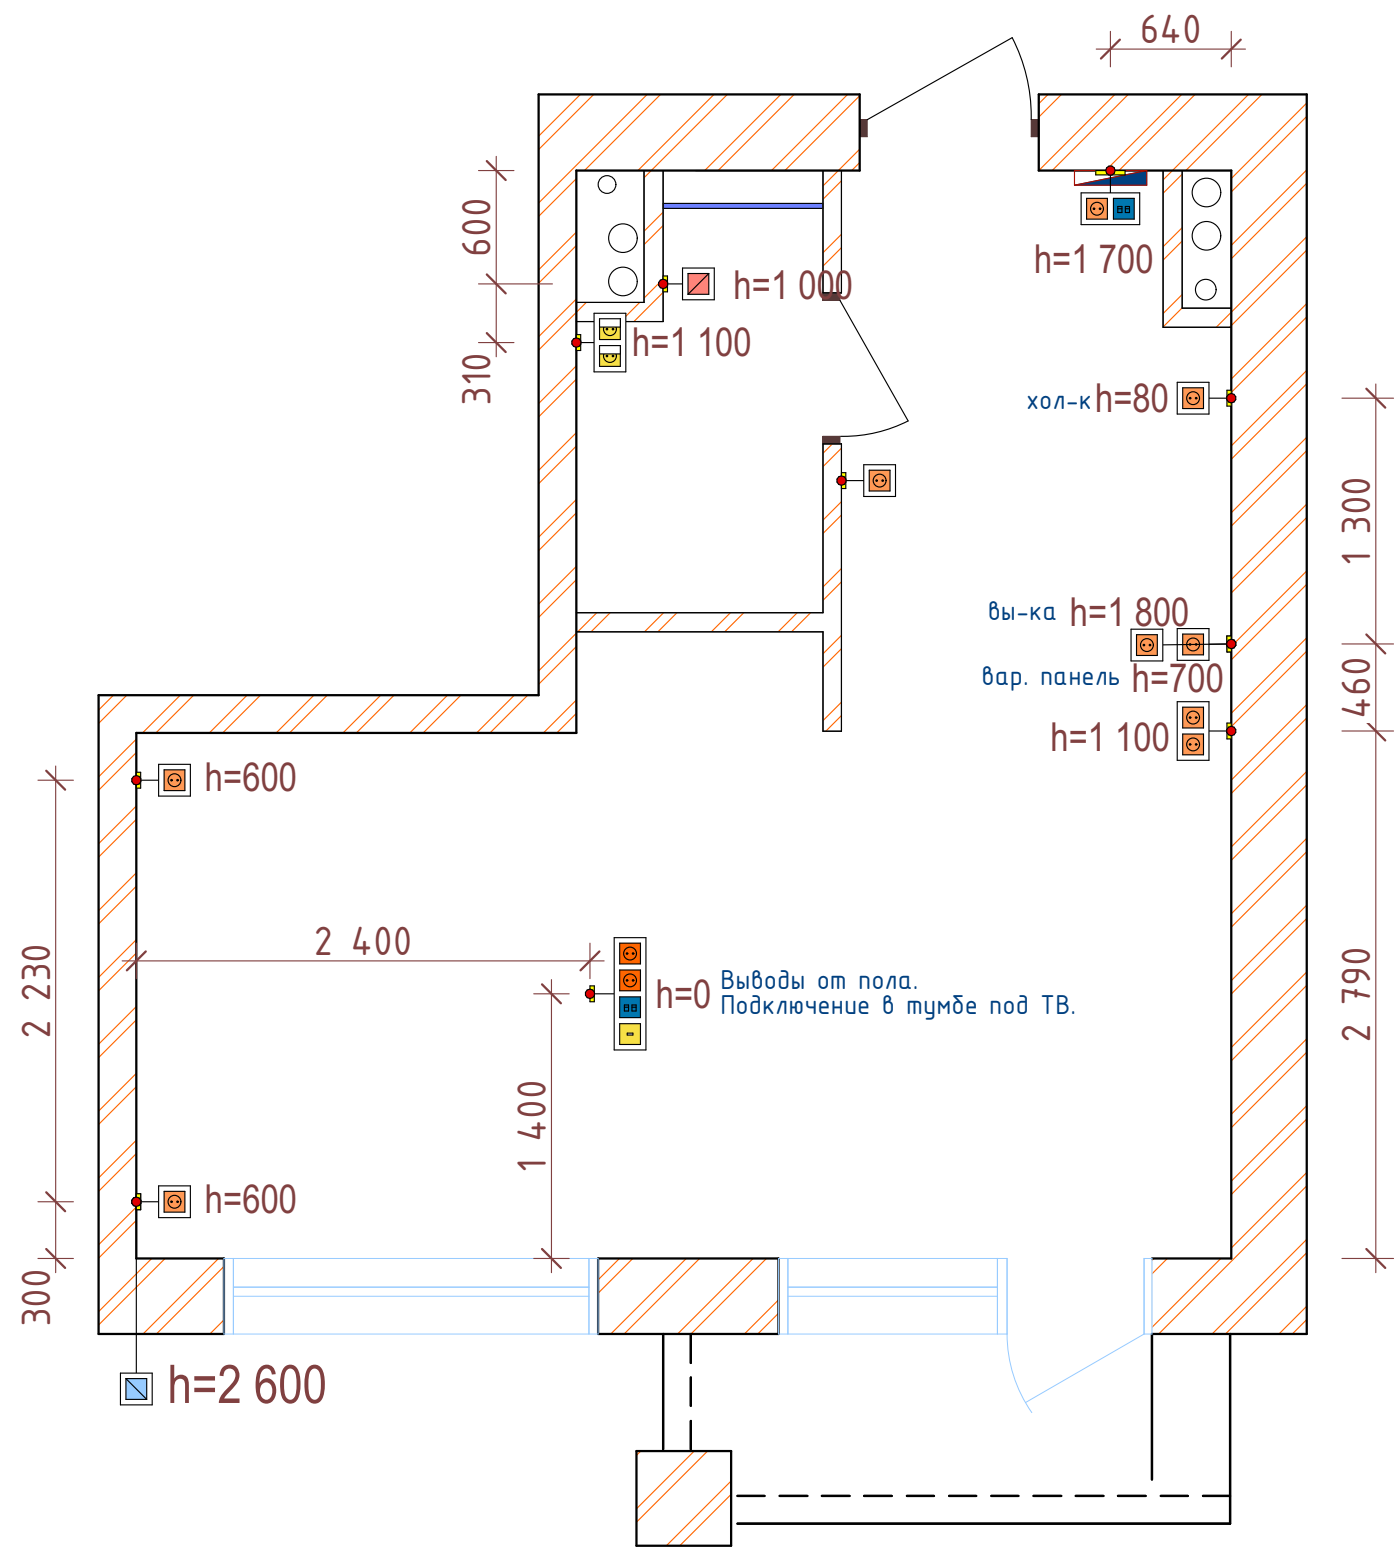 640
600
h=1 000
h=1 700
310
h=1 100
хол-к h=80
1 300
вы-ка h=1 800
460
вар. панель h=700
h=1 100
h=600
2 230
2 400
h=0
Выводы от пола.
Подключение в тумбе под ТВ.
2 790
1 400
h=600
300
h=2 600